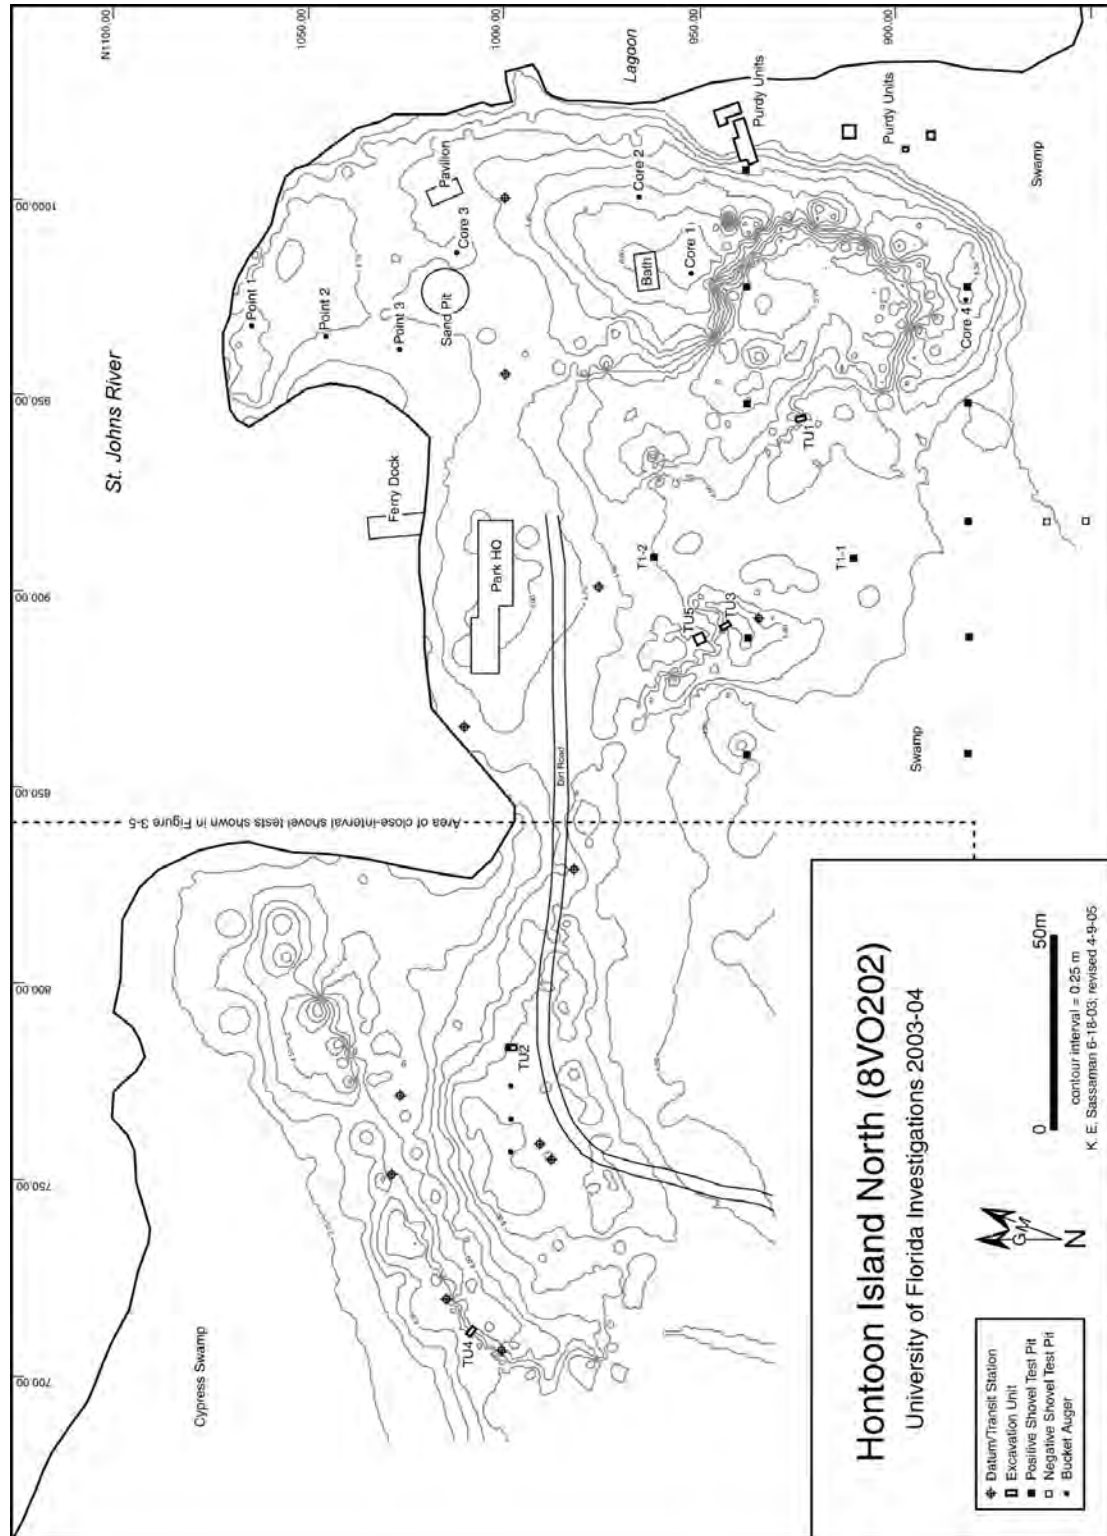 N1100.00
1050.00
1000.00
950.00
900.00
1000.00
950.00
900.00
850.00
800.00
750.00
700.00
St. Johns River
Lagoon
Pavilion
Core 3
Point 1
Point 2
Point 3
Sand Pit
Core 2
Bath
Core 1
Purdy Units
Purdy Units
Swamp
Core 4
Ferry Dock
Park HQ
TU1
T1-2
T1-1
TU5
TU3
Dirt Road
Swamp
Area of close-interval shovel tests shown in Figure 3-5
TU2
TU4
Cypress Swamp
Hontoon Island North (8VO202)
University of Florida Investigations 2003-04
Datum/Transit Station
Excavation Unit
Positive Shovel Test Pit
Negative Shovel Test Pit
Bucket Auger
G M
N
0 50m
contour interval = 0.25 m
K. E. Sassaman 6-18-03; revised 4-9-05